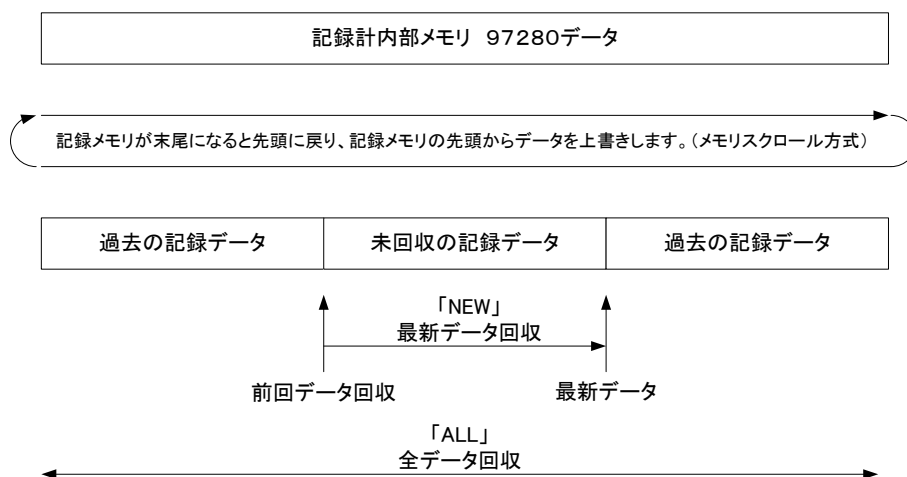 記録計内部メモリ 97280データ
記録メモリが末尾になると先頭に戻り、記録メモリの先頭からデータを上書きします。(メモリスクロール方式)
過去の記録データ 未回収の記録データ 過去の記録データ
「NEW」
最新データ回収
前回データ回収 最新データ
「ALL」
全データ回収